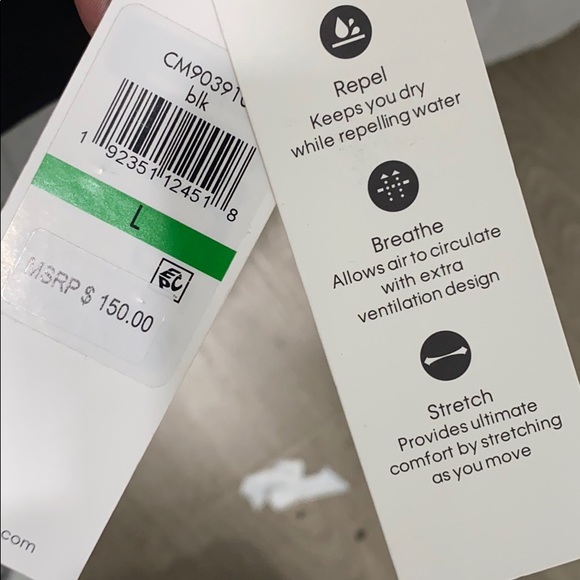 CM90391
blk
1 92351 12451 8
L
MSRP $ 150.00
EPC
.com
Repel
Keeps you dry
while repelling water
Breathe
Allows air to circulate
with extra
ventilation design
Stretch
Provides ultimate
comfort by stretching
as you move